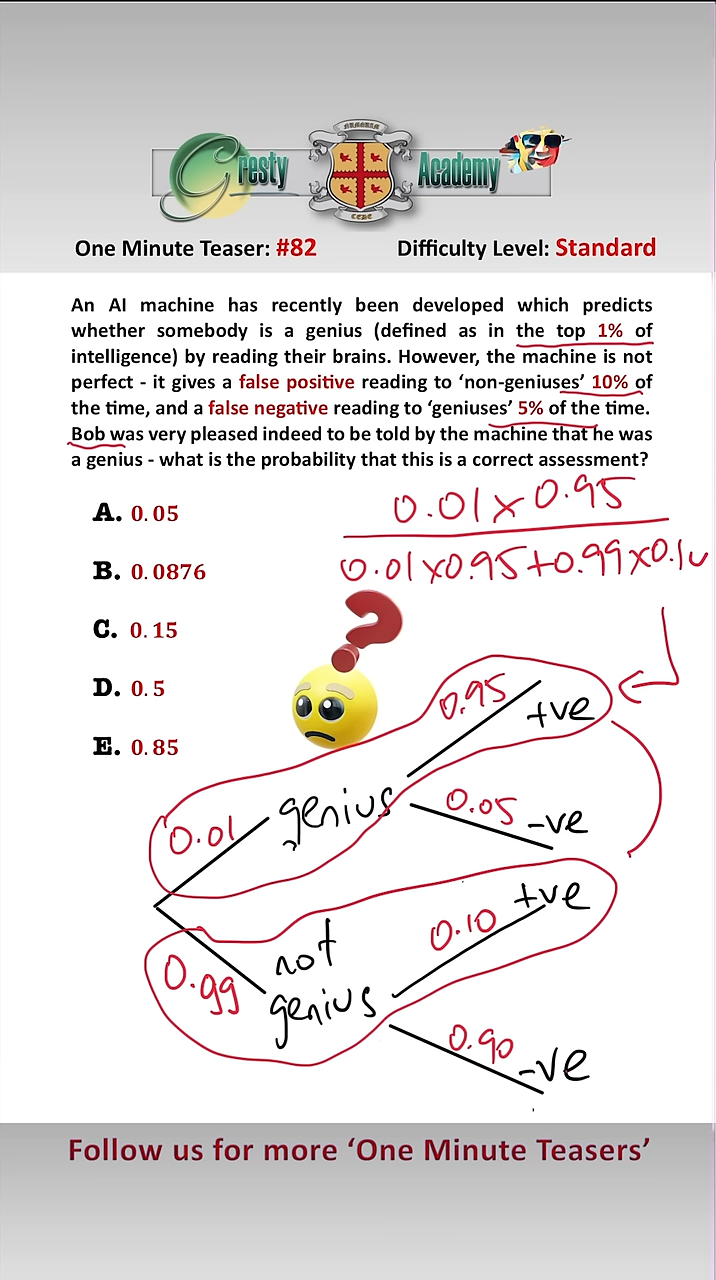 NUMORUM
Gresty
Academy
CERE
One Minute Teaser: #82
Difficulty Level: Standard
An AI machine has recently been developed which predicts
whether somebody is a genius (defined as in the top 1% of
intelligence) by reading their brains. However, the machine is not
perfect - it gives a false positive reading to ‘non-geniuses’ 10% of
the time, and a false negative reading to ‘geniuses’ 5% of the time.
Bob was very pleased indeed to be told by the machine that he was
a genius - what is the probability that this is a correct assessment?
A. 0.05
B. 0.0876
C. 0.15
D. 0.5
E. 0.85
0.01 x 0.95
0.01 x 0.95 + 0.99 x 0.10
0.95
+ve
0.01
genius
0.05
-ve
+ve
0.10
0.99
not
genius
0.90
-ve
Follow us for more ‘One Minute Teasers’